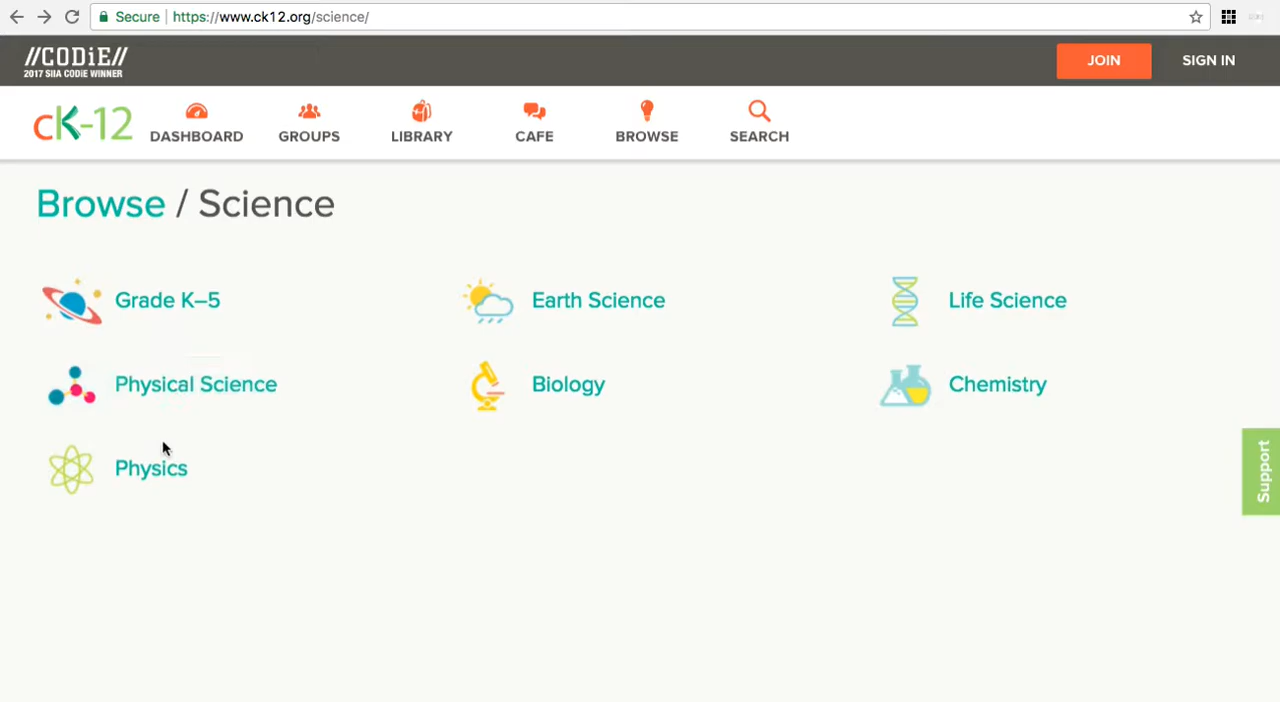 Secure | https://www.ck12.org/science/
//CODiE//
2017 SIIA CODiE WINNER
JOIN
SIGN IN
cK-12
DASHBOARD
GROUPS
LIBRARY
CAFE
BROWSE
SEARCH
Browse / Science
Grade K–5
Earth Science
Life Science
Physical Science
Biology
Chemistry
Physics
Support